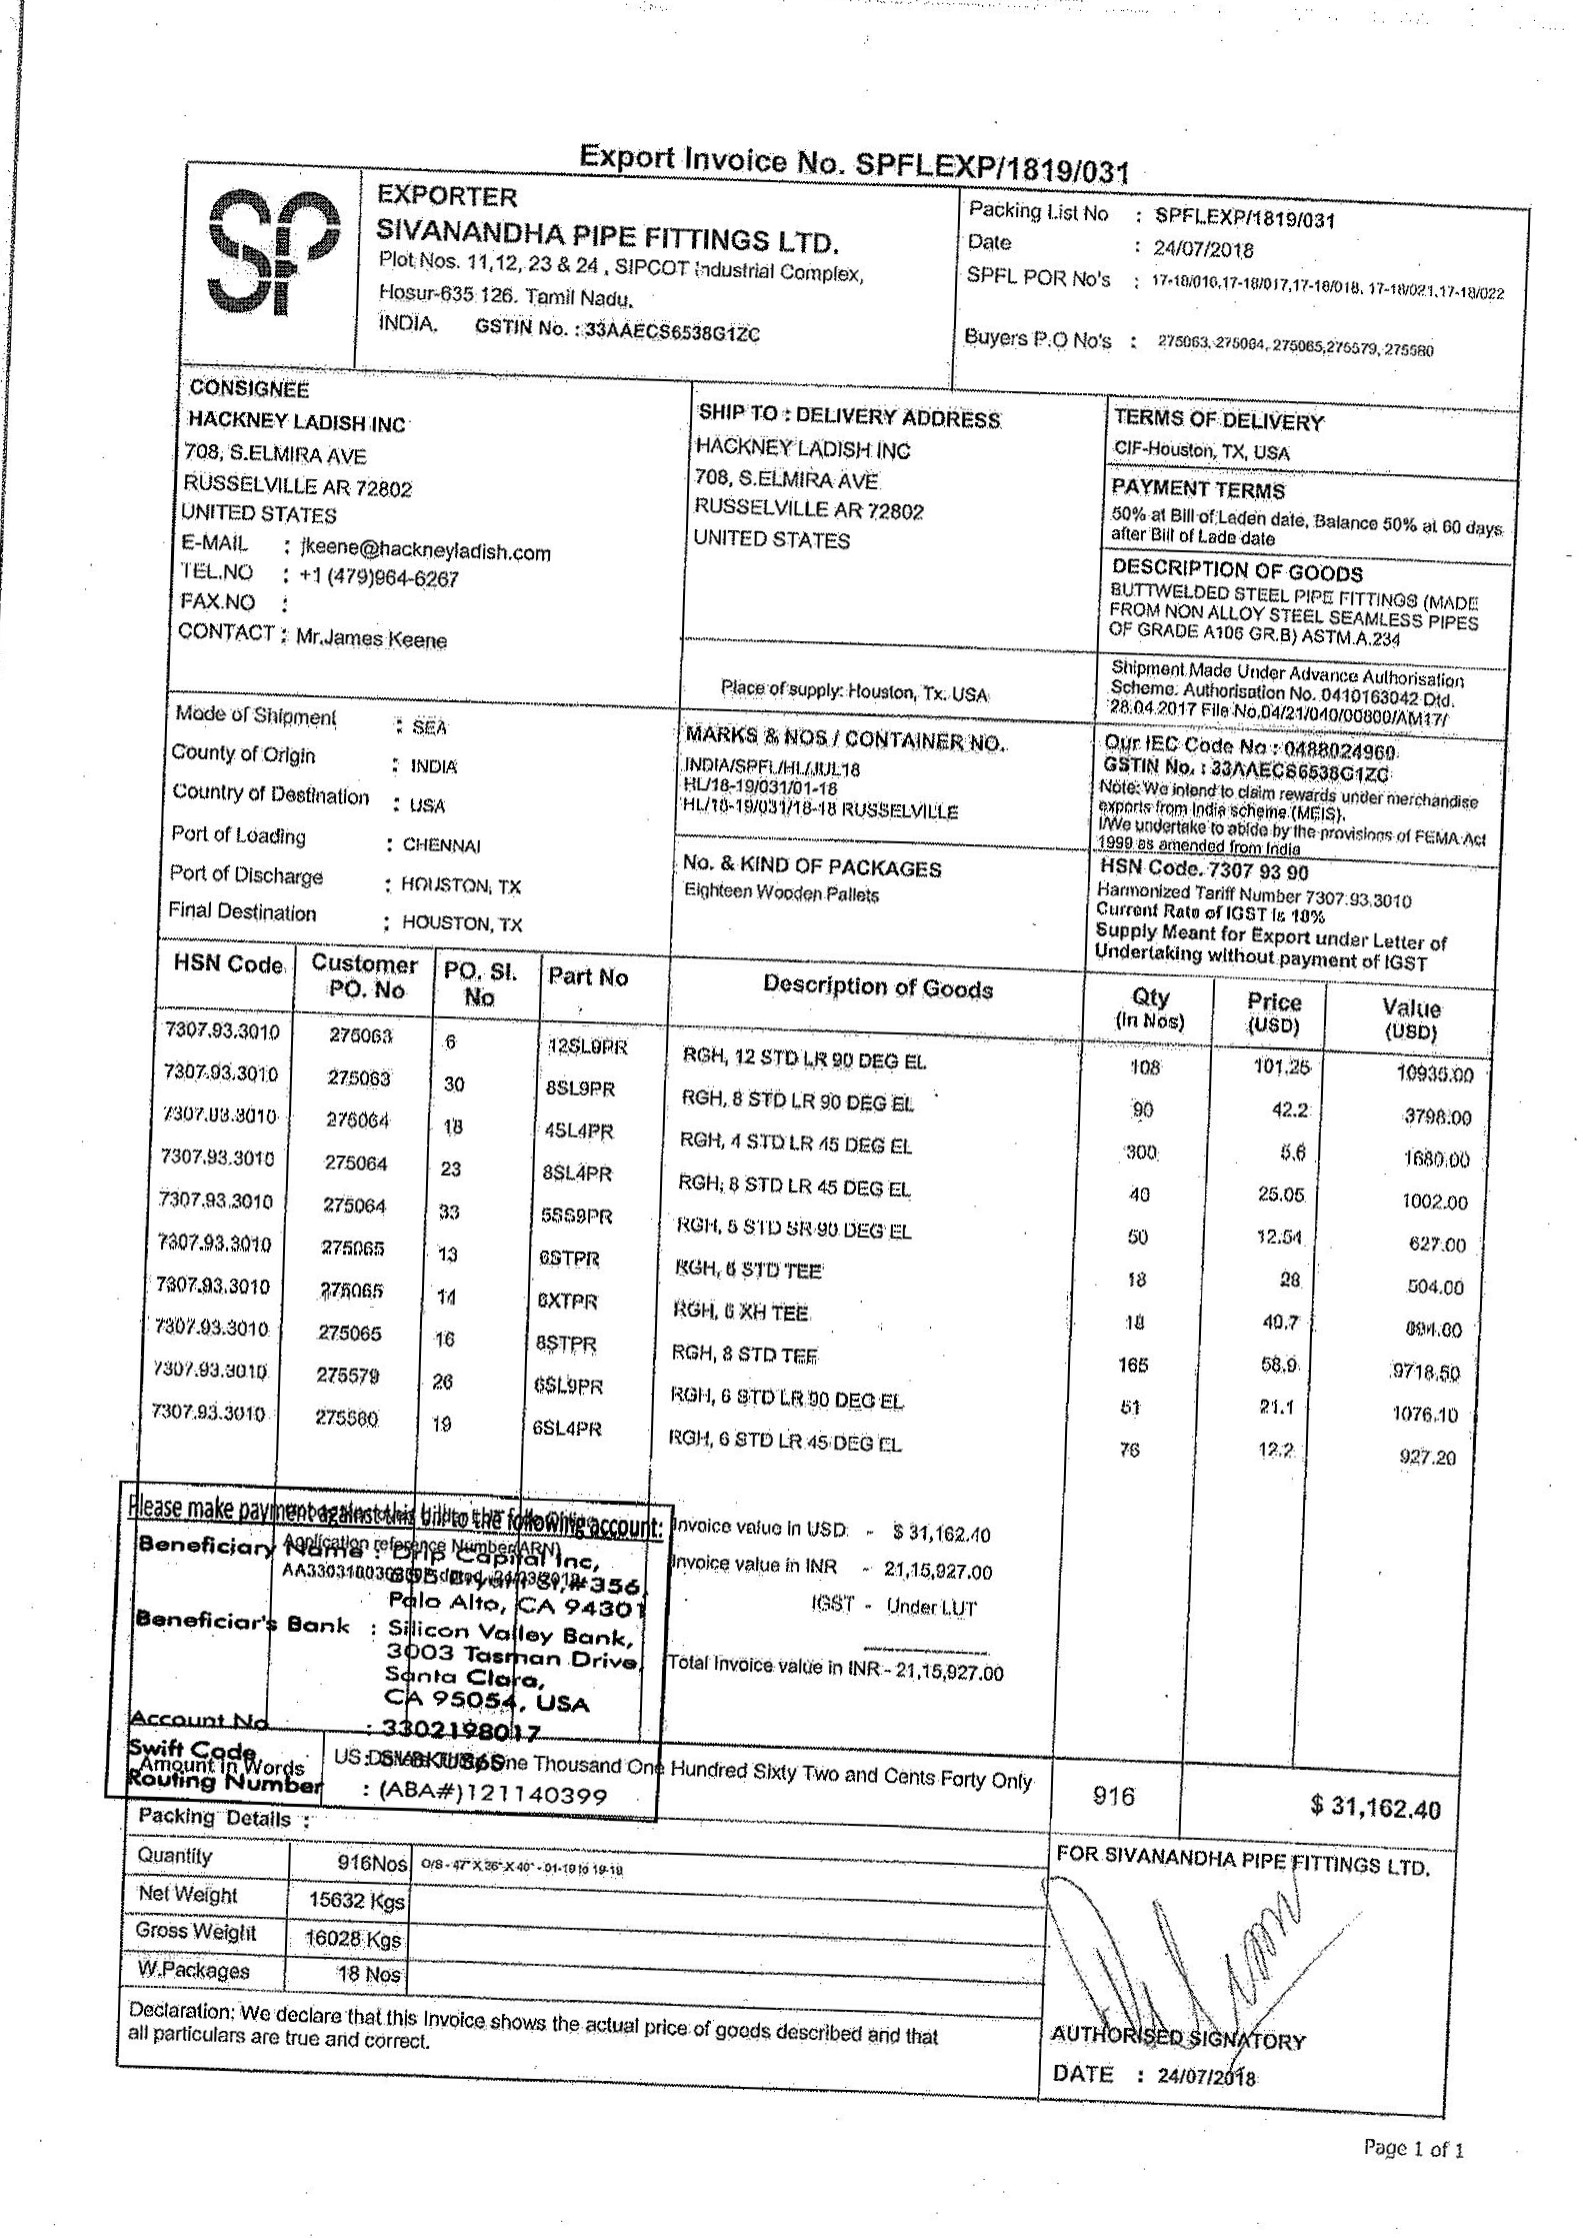 Export Invoice No. SPFLEXP/1819/031
SP
EXPORTER
SIVANANDHA PIPE FITTINGS LTD.
Plot Nos. 11,12, 23 & 24 , SIPCOT Industrial Complex,
Hosur-635 126. Tamil Nadu.
INDIA. GSTIN No. : 33AAECS6538G1ZC
Packing List No : SPFLEXP/1819/031
Date : 24/07/2018
SPFL POR No's : 17-18/016,17-18/017,17-18/018, 17-18/021,17-18/022
Buyers P.O No's : 275063, 275064, 275065,275579, 275580
CONSIGNEE
HACKNEY LADISH INC
708, S.ELMIRA AVE
RUSSELVILLE AR 72802
UNITED STATES
E-MAIL : jkeene@hackneyladish.com
TEL.NO : +1 (479)964-6267
FAX.NO :
CONTACT : Mr.James Keene
SHIP TO : DELIVERY ADDRESS
HACKNEY LADISH INC
708, S.ELMIRA AVE
RUSSELVILLE AR 72802
UNITED STATES
Place of supply: Houston, Tx. USA
TERMS OF DELIVERY
CIF-Houston, TX, USA
PAYMENT TERMS
50% at Bill of Laden date, Balance 50% at 60 days
after Bill of Lade date
DESCRIPTION OF GOODS
BUTTWELDED STEEL PIPE FITTINGS (MADE
FROM NON ALLOY STEEL SEAMLESS PIPES
OF GRADE A106 GR.B) ASTM.A.234
Shipment Made Under Advance Authorisation
Scheme: Authorisation No. 0410163042 Dtd.
28.04.2017 File No.04/21/040/00800/AM17/
Mode of Shipment : SEA
County of Origin : INDIA
Country of Destination : USA
Port of Loading : CHENNAI
Port of Discharge : HOUSTON, TX
Final Destination : HOUSTON, TX
MARKS & NOS / CONTAINER NO.
INDIA/SPFL/HL/JUL18
HL/18-19/031/01-18
HL/18-19/031/18-18 RUSSELVILLE
No. & KIND OF PACKAGES
Eighteen Wooden Pallets
Our IEC Code No : 0488024960
GSTIN No. : 33AAECS6538G1ZC
Note: We intend to claim rewards under merchandise
exports from India scheme (MEIS).
I/We undertake to abide by the provisions of FEMA Act
1999 as amended from India
HSN Code. 7307 93 90
Harmonized Tariff Number 7307.93.3010
Current Rate of IGST is 18%
Supply Meant for Export under Letter of
Undertaking without payment of IGST
HSN Code Customer PO. No PO. Sl. No Part No Description of Goods Qty (In Nos) Price (USD) Value (USD)
7307.93.3010 275063 6 12SL9PR RGH, 12 STD LR 90 DEG EL 108 101.25 10935.00
7307.93.3010 275063 30 8SL9PR RGH, 8 STD LR 90 DEG EL 90 42.2 3798.00
7307.93.3010 275064 18 4SL4PR RGH, 4 STD LR 45 DEG EL 300 5.6 1680.00
7307.93.3010 275064 23 8SL4PR RGH, 8 STD LR 45 DEG EL 40 25.05 1002.00
7307.93.3010 275064 33 5SS9PR RGH, 5 STD SR 90 DEG EL 50 12.54 627.00
7307.93.3010 275065 13 6STPR RGH, 6 STD TEE 18 28 504.00
7307.93.3010 275065 14 6XTPR RGH, 6 XH TEE 18 40.7
7307.93.3010 275065 16 8STPR RGH, 8 STD TEE 165 58.9 9718.50
7307.93.3010 275579 26 6SL9PR RGH, 6 STD LR 90 DEG EL 51 21.1 1076.10
7307.93.3010 275580 19 6SL4PR RGH, 6 STD LR 45 DEG EL 76 12.2 927.20
Please make payment against this bill to the following account:
Application reference Number(ARN)
Beneficiary Name : Drip Capital Inc,
#356,
Palo Alto, CA 94301
Beneficiar's Bank : Silicon Valley Bank,
3003 Tasman Drive,
Santa Clara,
CA 95054, USA
Account No : 3302198017
Swift Code : SVBKUS6S
Routing Number : (ABA#)121140399
Invoice value in USD - $ 31,162.40
Invoice value in INR - 21,15,927.00
IGST - Under LUT
Total Invoice value in INR - 21,15,927.00
Amount in Words US One Thousand One Hundred Sixty Two and Cents Forty Only 916 $ 31,162.40
Packing Details :
Quantity 916Nos O/S - 47" X 36" X 40" - 01-18 to 18-18
Net Weight 15632 Kgs
Gross Weight 16028 Kgs
W.Packages 18 Nos
Declaration: We declare that this Invoice shows the actual price of goods described and that
all particulars are true and correct.
FOR SIVANANDHA PIPE FITTINGS LTD.
AUTHORISED SIGNATORY
DATE : 24/07/2018
Page 1 of 1